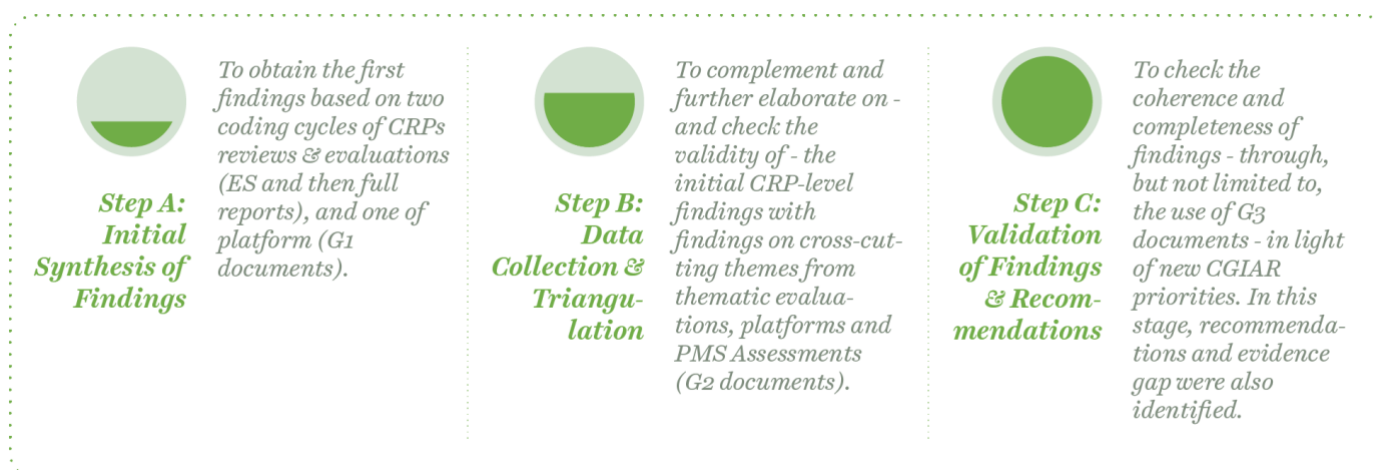 Step A:
Initial
Synthesis of
Findings
To obtain the first
findings based on two
coding cycles of CRPs
reviews & evaluations
(ES and then full
reports), and one of
platform (G1
documents).
Step B:
Data
Collection &
Triangu-
lation
To complement and
further elaborate on -
and check the
validity of - the
initial CRP-level
findings with
findings on cross-cut-
ting themes from
thematic evalua-
tions, platforms and
PMS Assessments
(G2 documents).
Step C:
Validation
of Findings
& Recom-
mendations
To check the
coherence and
completeness of
findings - through,
but not limited to,
the use of G3
documents - in light
of new CGIAR
priorities. In this
stage, recommenda-
tions and evidence
gap were also
identified.